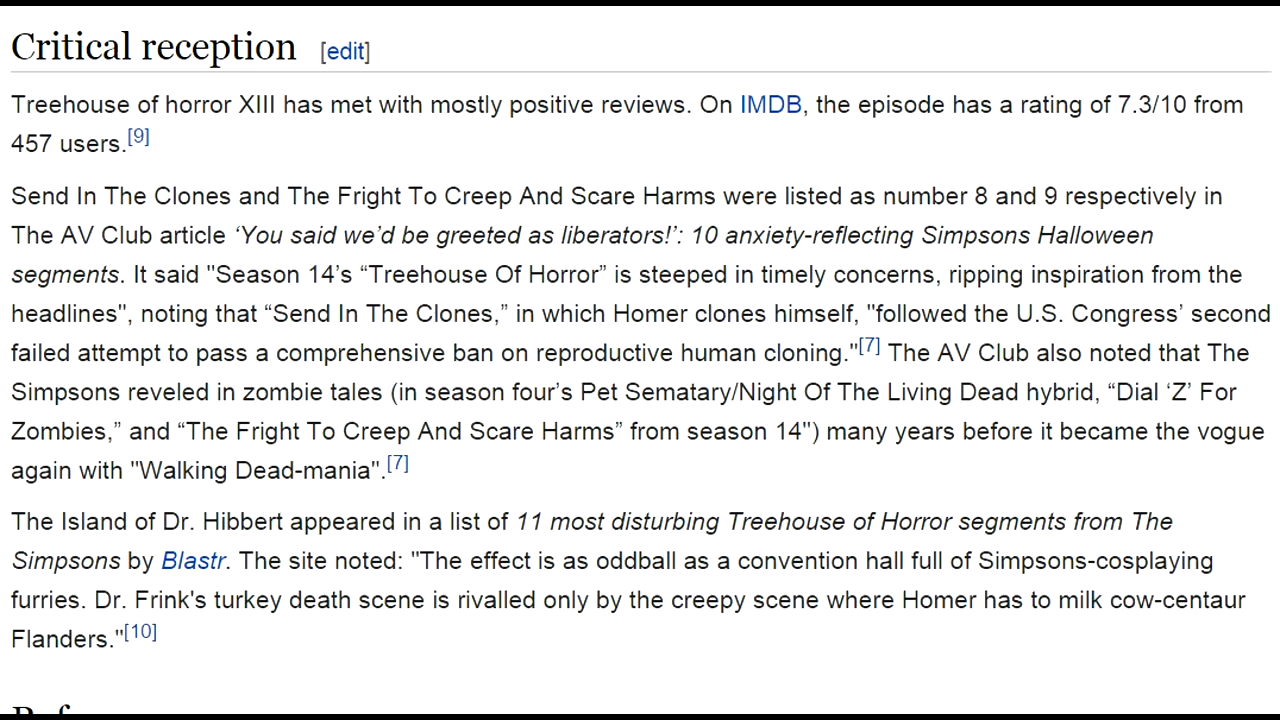 Critical reception [edit]
Treehouse of horror XIII has met with mostly positive reviews. On IMDB, the episode has a rating of 7.3/10 from
457 users.[9]
Send In The Clones and The Fright To Creep And Scare Harms were listed as number 8 and 9 respectively in
The AV Club article ‘You said we’d be greeted as liberators!’: 10 anxiety-reflecting Simpsons Halloween
segments. It said "Season 14’s “Treehouse Of Horror” is steeped in timely concerns, ripping inspiration from the
headlines", noting that “Send In The Clones,” in which Homer clones himself, "followed the U.S. Congress’ second
failed attempt to pass a comprehensive ban on reproductive human cloning."[7] The AV Club also noted that The
Simpsons reveled in zombie tales (in season four’s Pet Sematary/Night Of The Living Dead hybrid, “Dial ‘Z’ For
Zombies,” and “The Fright To Creep And Scare Harms” from season 14") many years before it became the vogue
again with "Walking Dead-mania".[7]
The Island of Dr. Hibbert appeared in a list of 11 most disturbing Treehouse of Horror segments from The
Simpsons by Blastr. The site noted: "The effect is as oddball as a convention hall full of Simpsons-cosplaying
furries. Dr. Frink's turkey death scene is rivalled only by the creepy scene where Homer has to milk cow-centaur
Flanders."[10]